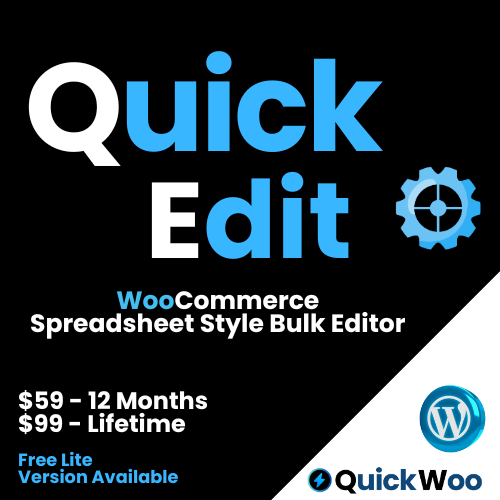 Quick
Edit
WooCommerce
Spreadsheet Style Bulk Editor
$59 - 12 Months
$99 - Lifetime
Free Lite
Version Available
W
QuickWoo